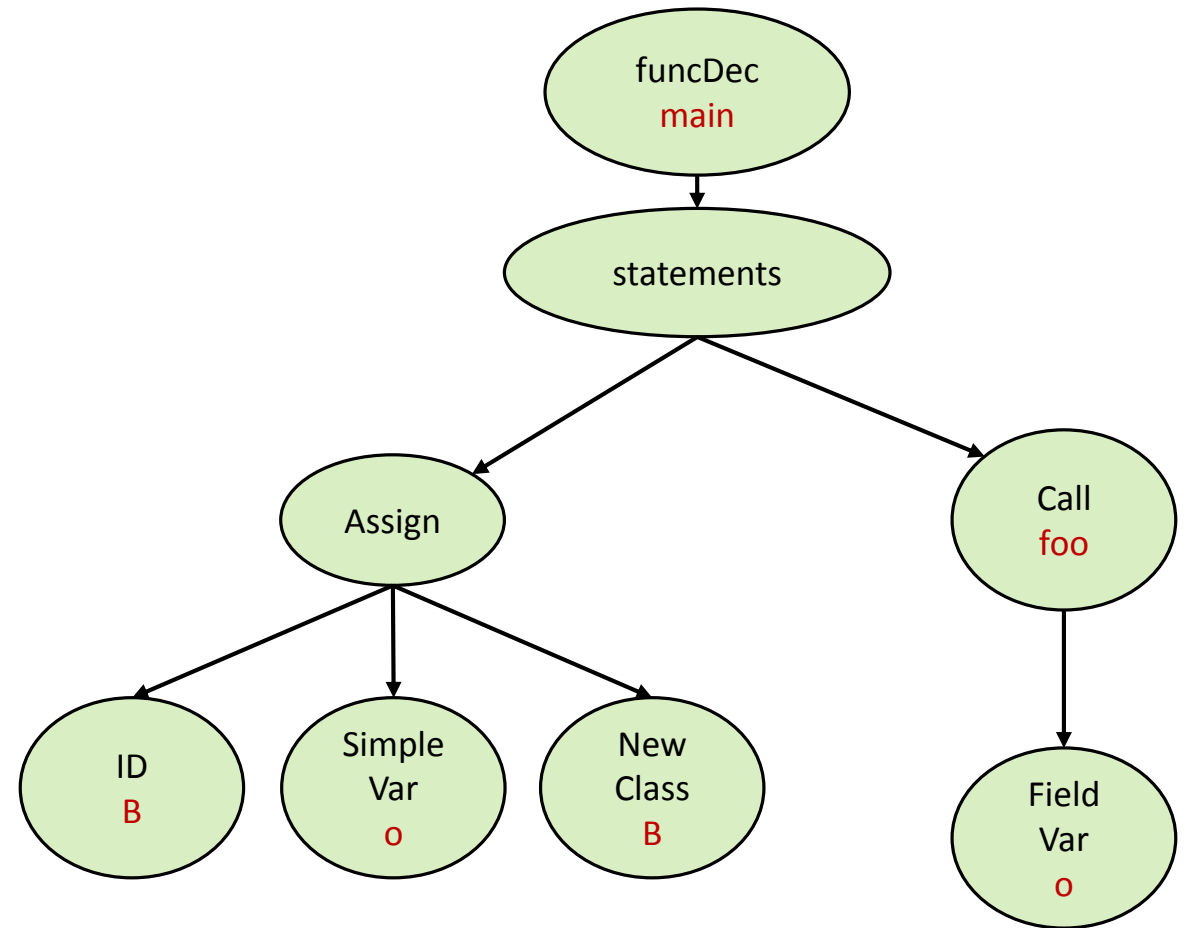 funcDec
main
statements
Assign
Call
foo
ID
B
Simple
Var
o
New
Class
B
Field
Var
o